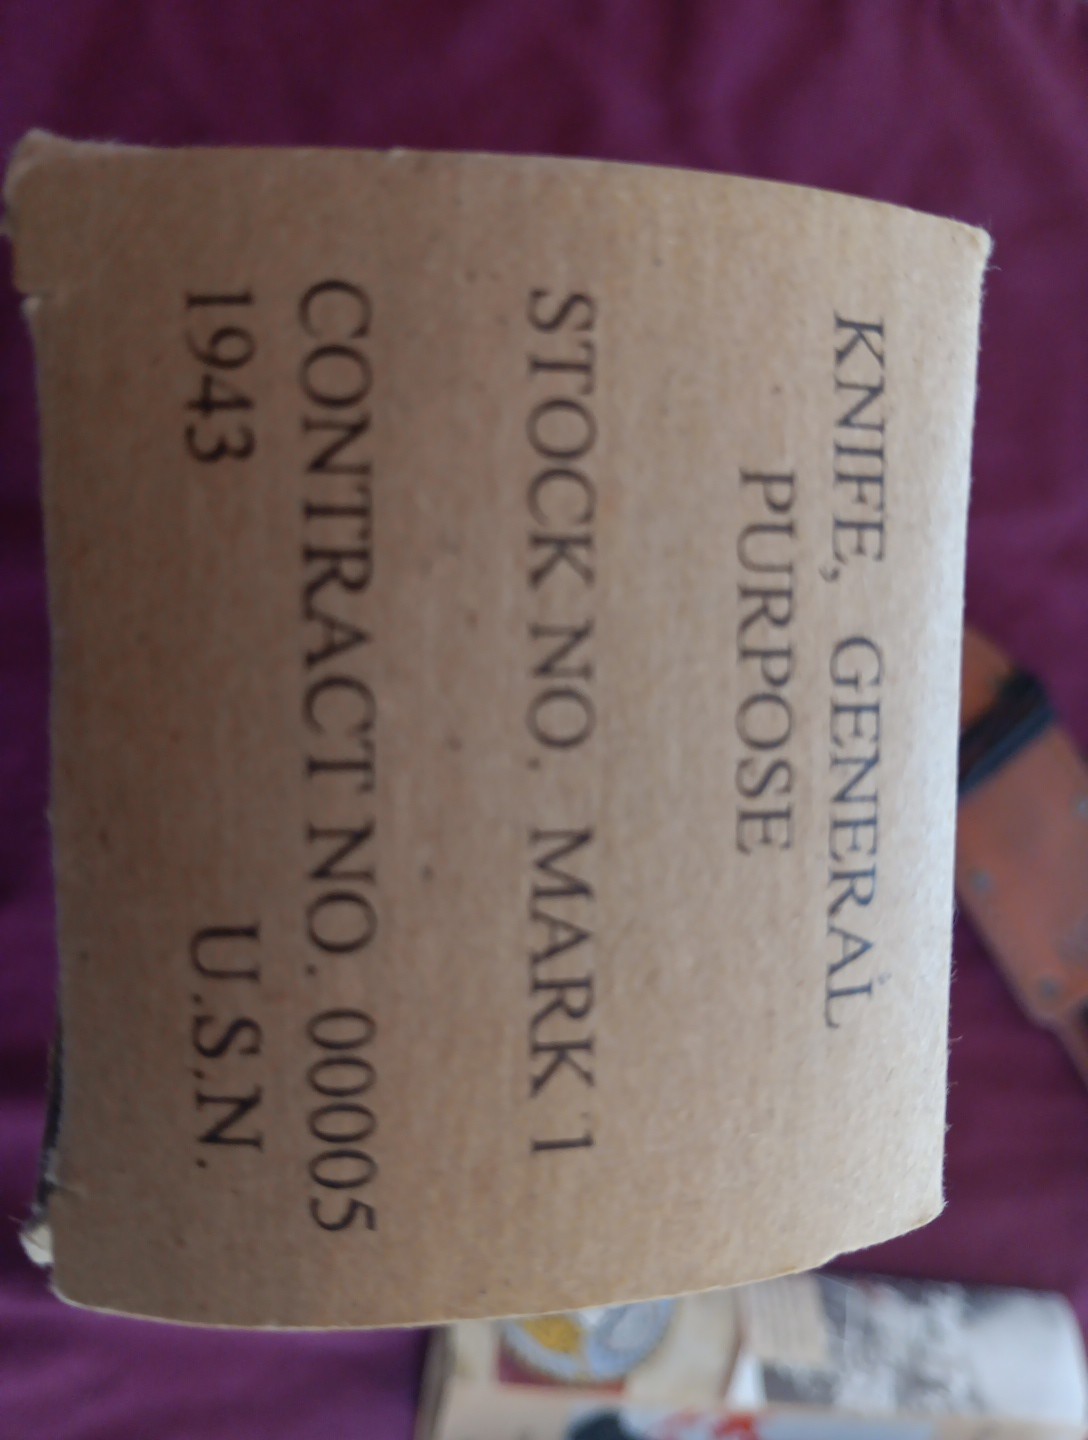 KNIFE, GENERAL
PURPOSE
STOCK NO. MARK 1
CONTRACT NO. 00005
1943 U.S.N.